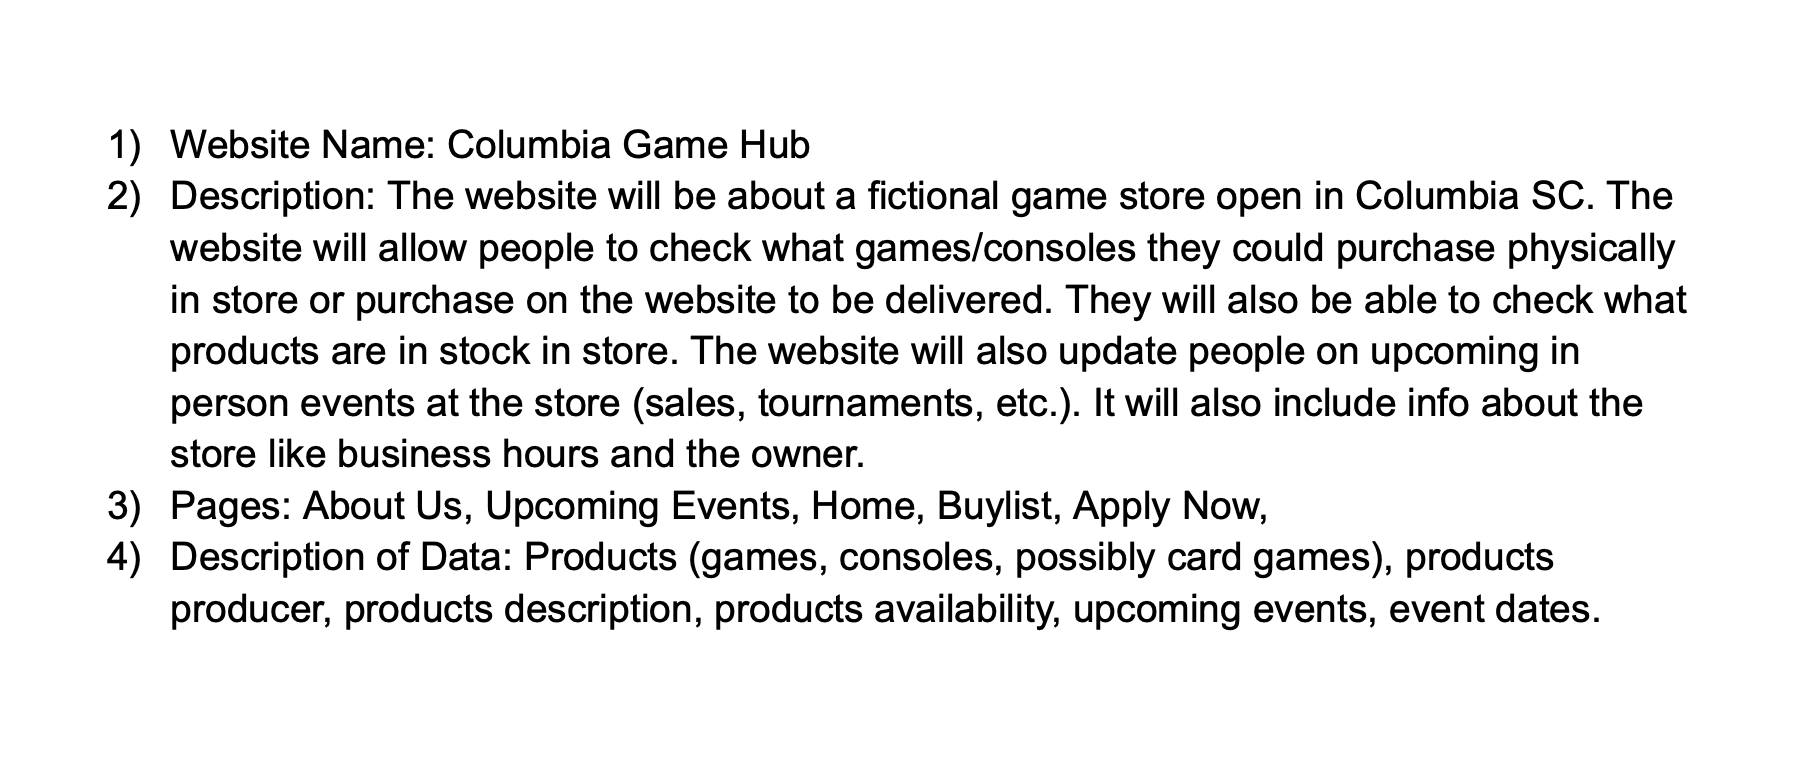 1) Website Name: Columbia Game Hub
2) Description: The website will be about a fictional game store open in Columbia SC. The
website will allow people to check what games/consoles they could purchase physically
in store or purchase on the website to be delivered. They will also be able to check what
products are in stock in store. The website will also update people on upcoming in
person events at the store (sales, tournaments, etc.). It will also include info about the
store like business hours and the owner.
3) Pages: About Us, Upcoming Events, Home, Buylist, Apply Now,
4) Description of Data: Products (games, consoles, possibly card games), products
producer, products description, products availability, upcoming events, event dates.